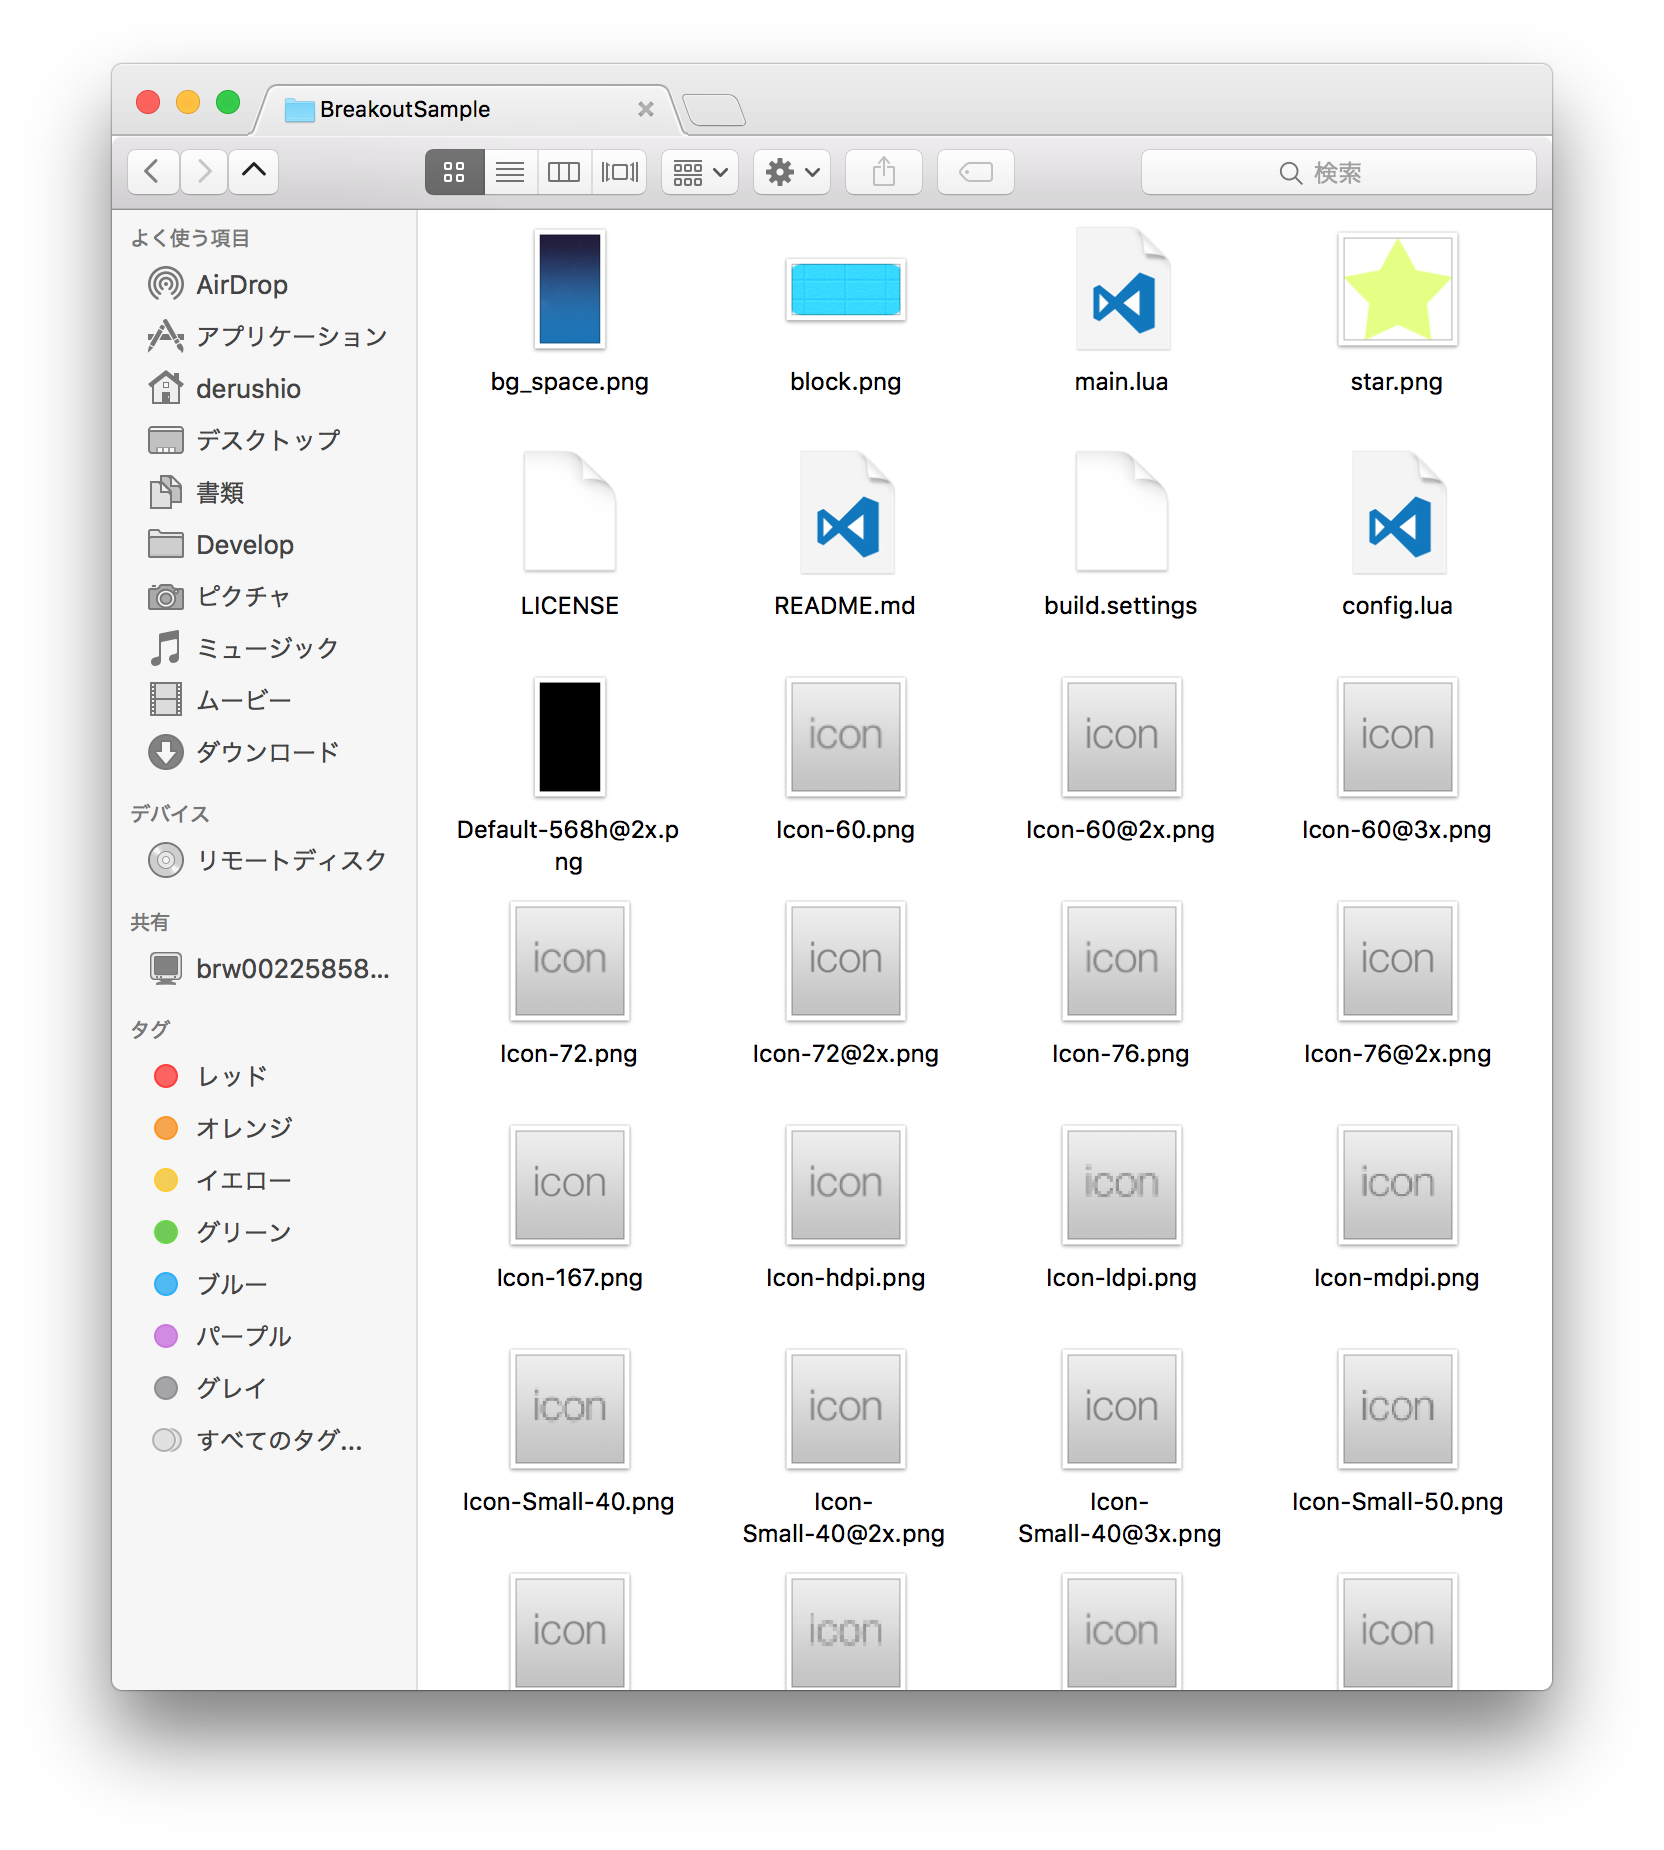 BreakoutSample
検索
よく使う項目
AirDrop
アプリケーション
derushio
デスクトップ
書類
Develop
ピクチャ
ミュージック
ムービー
ダウンロード
デバイス
リモートディスク
共有
brw00225858...
タグ
レッド
オレンジ
イエロー
グリーン
ブルー
パープル
グレイ
すべてのタグ...
bg_space.png
block.png
main.lua
star.png
LICENSE
README.md
build.settings
config.lua
icon
icon
icon
Default-568h@2x.p
ng
Icon-60.png
Icon-60@2x.png
Icon-60@3x.png
icon
icon
icon
icon
Icon-72.png
Icon-72@2x.png
Icon-76.png
Icon-76@2x.png
icon
icon
icon
icon
Icon-167.png
Icon-hdpi.png
Icon-ldpi.png
Icon-mdpi.png
icon
icon
icon
icon
Icon-Small-40.png
Icon-
Small-40@2x.png
Icon-
Small-40@3x.png
Icon-Small-50.png
icon
icon
icon
icon